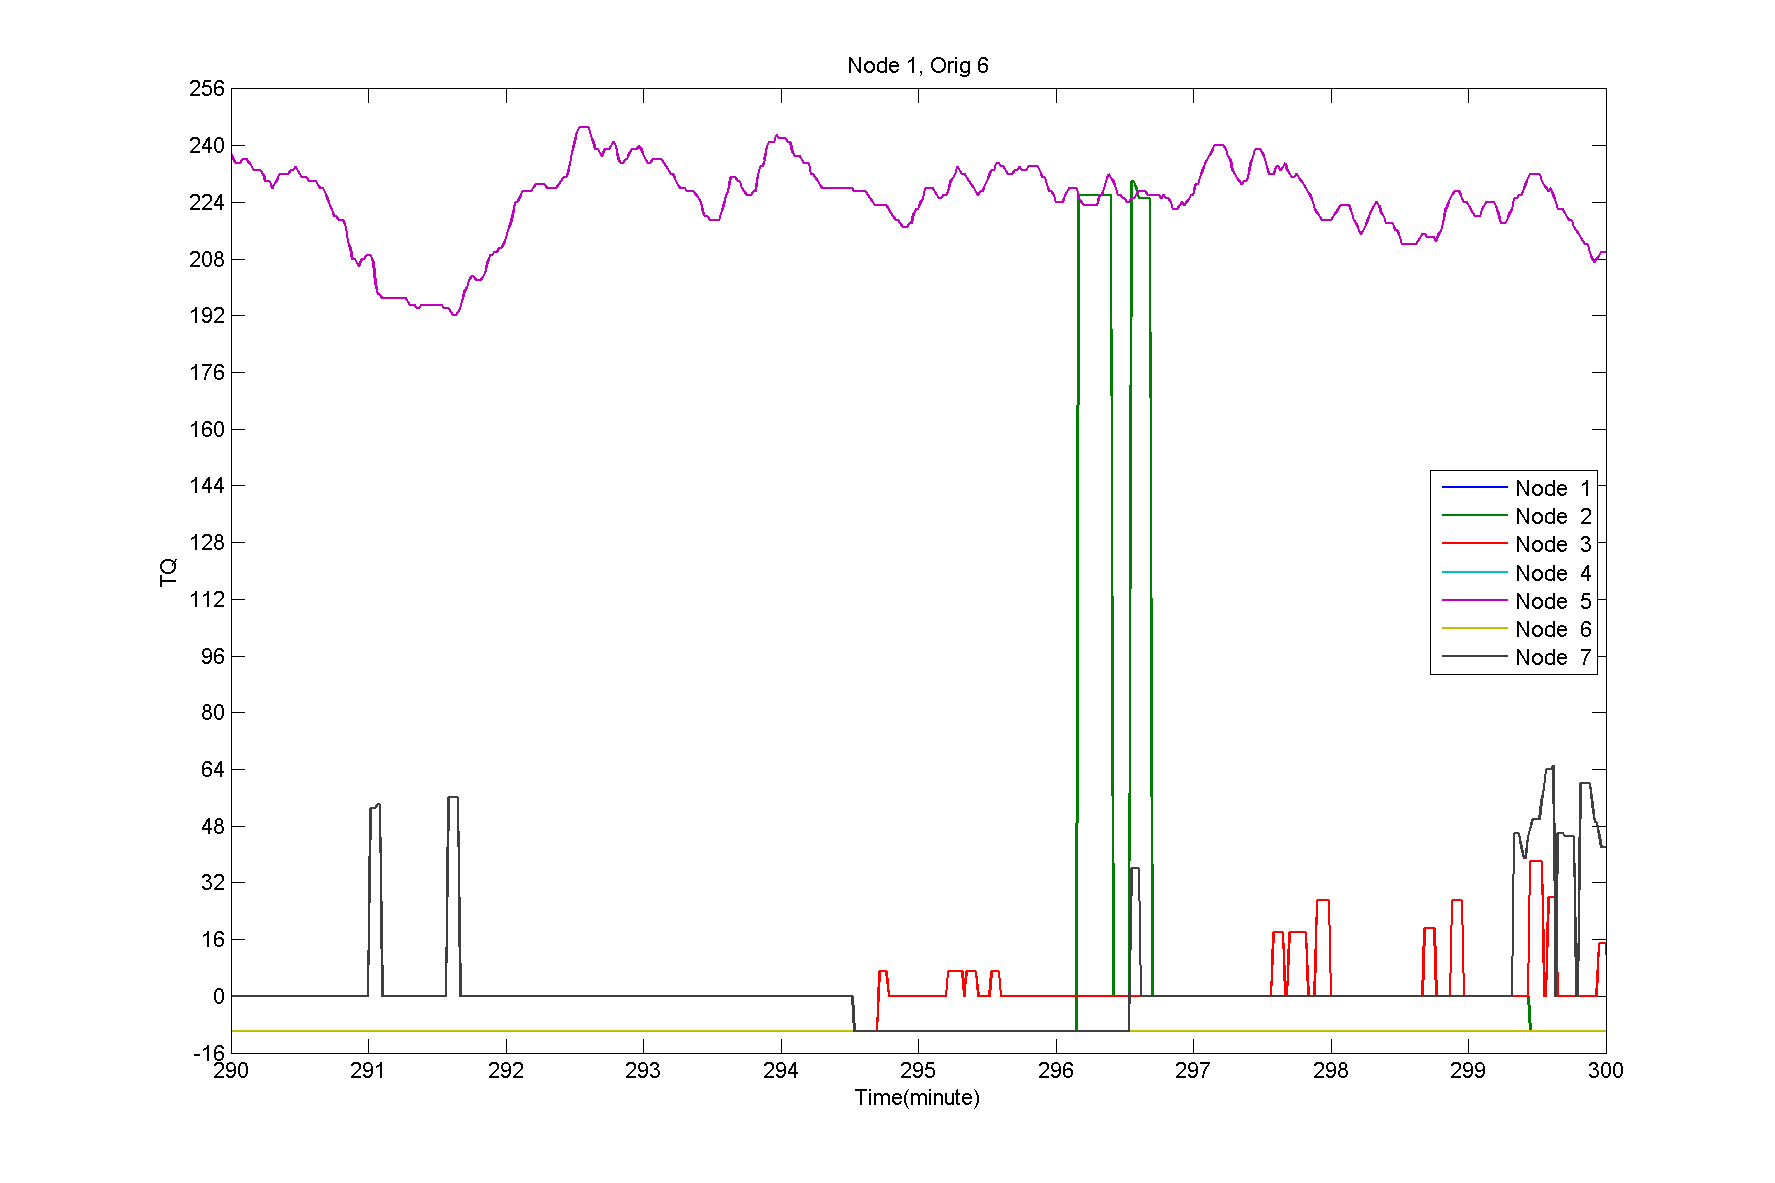 Node 1, Orig 6
256
240
224
208
192
176
160
144
128
112
96
80
64
48
32
16
0
-16
TQ
Node 1
Node 2
Node 3
Node 4
Node 5
Node 6
Node 7
290 291 292 293 294 295 296 297 298 299 300
Time(minute)